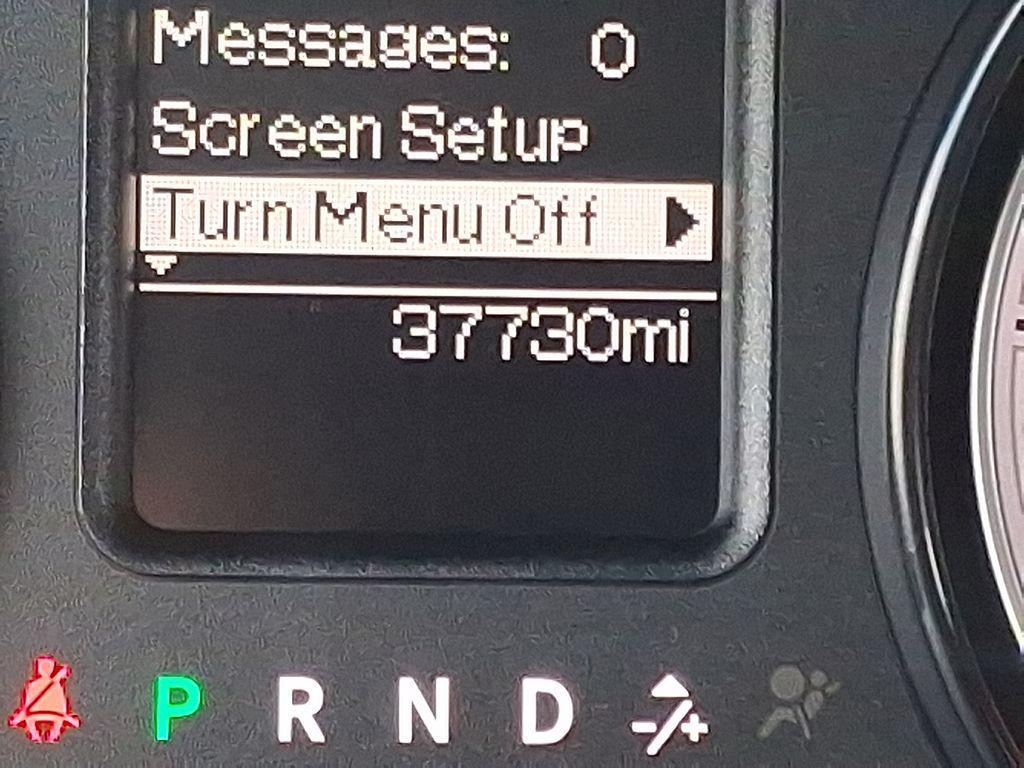 Messages: 0
Screen Setup
Turn Menu Off
37730mi
P R N D -/+